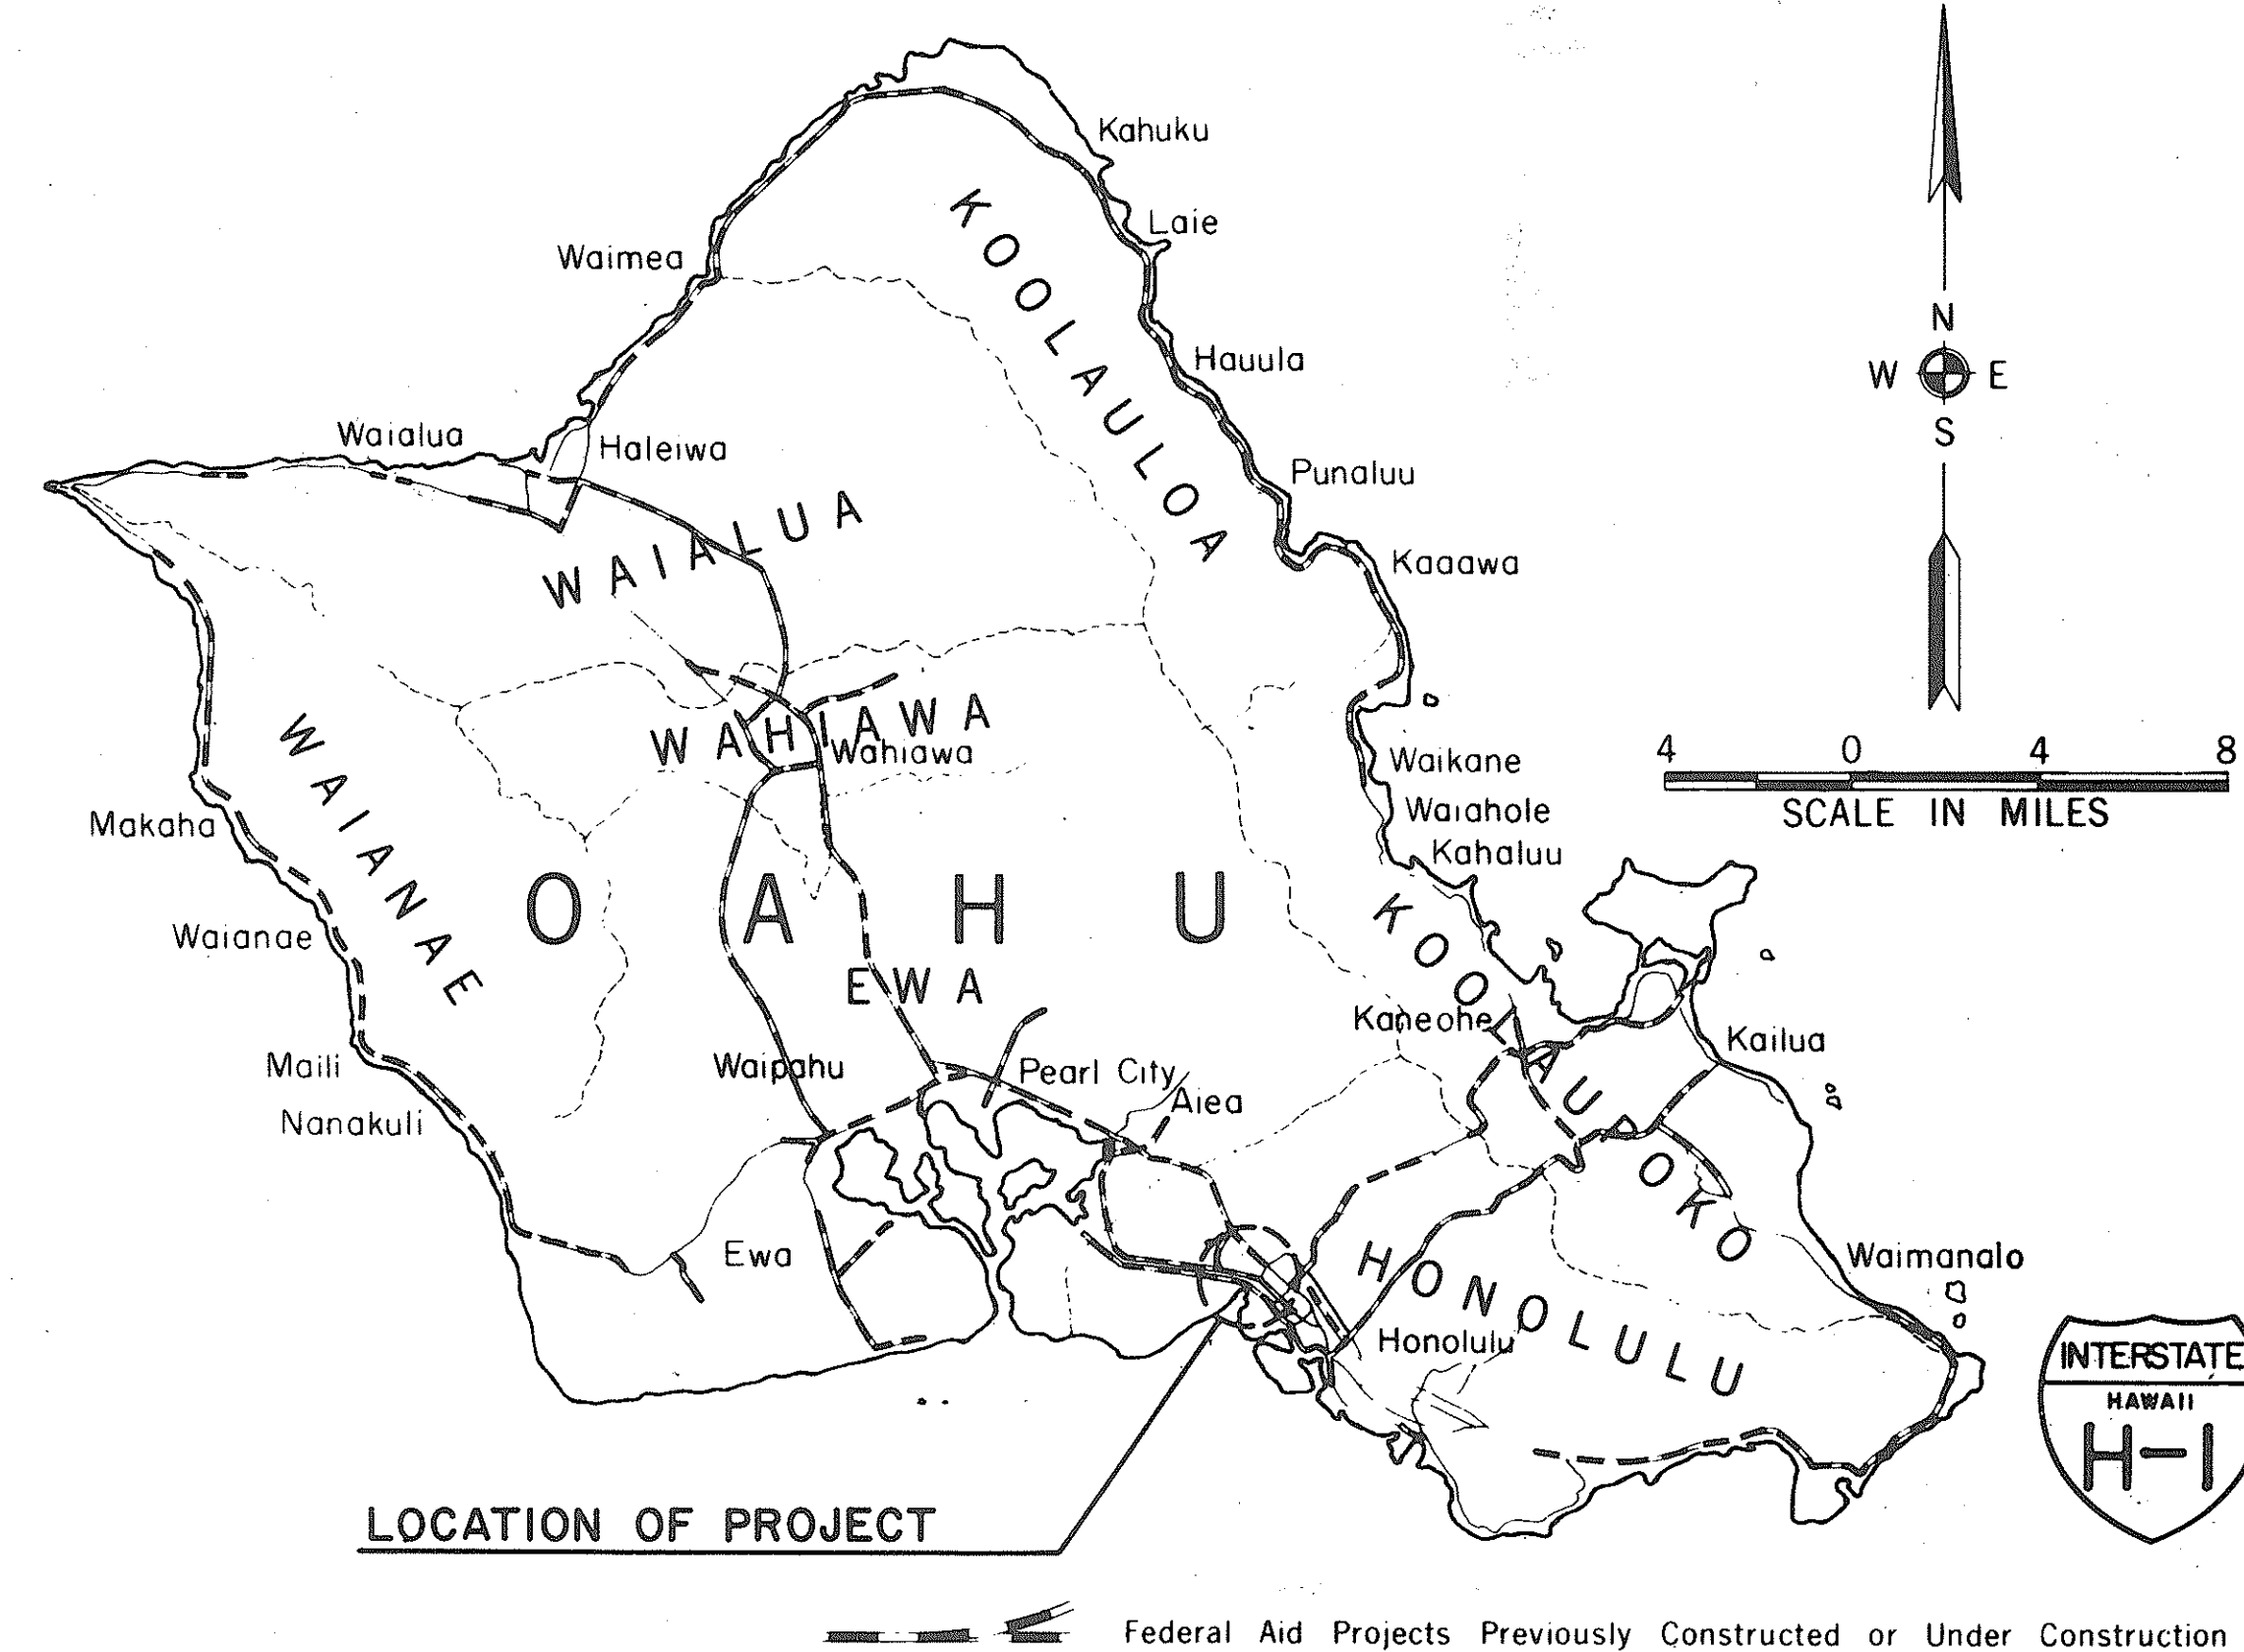 Kahuku
KOOLAULOA
Laie
Waimea
N
Hauula
W E
S
Waialua
Haleiwa
Punaluu
WAIALUA
Kaaawa
WAHIAWA
Wahiawa
4 0 4 8
SCALE IN MILES
Waikane
Waiahole
Kahaluu
WAIANAE
Makaha
OAHU
Waianae
EWA
KOOLAUPOKO
Kaneohe
Kailua
Maili
Waipahu
Pearl City
Aiea
Nanakuli
Ewa
HONOLULU
Waimanalo
Honolulu
INTERSTATE
HAWAII
H-1
LOCATION OF PROJECT
Federal Aid Projects Previously Constructed or Under Construction